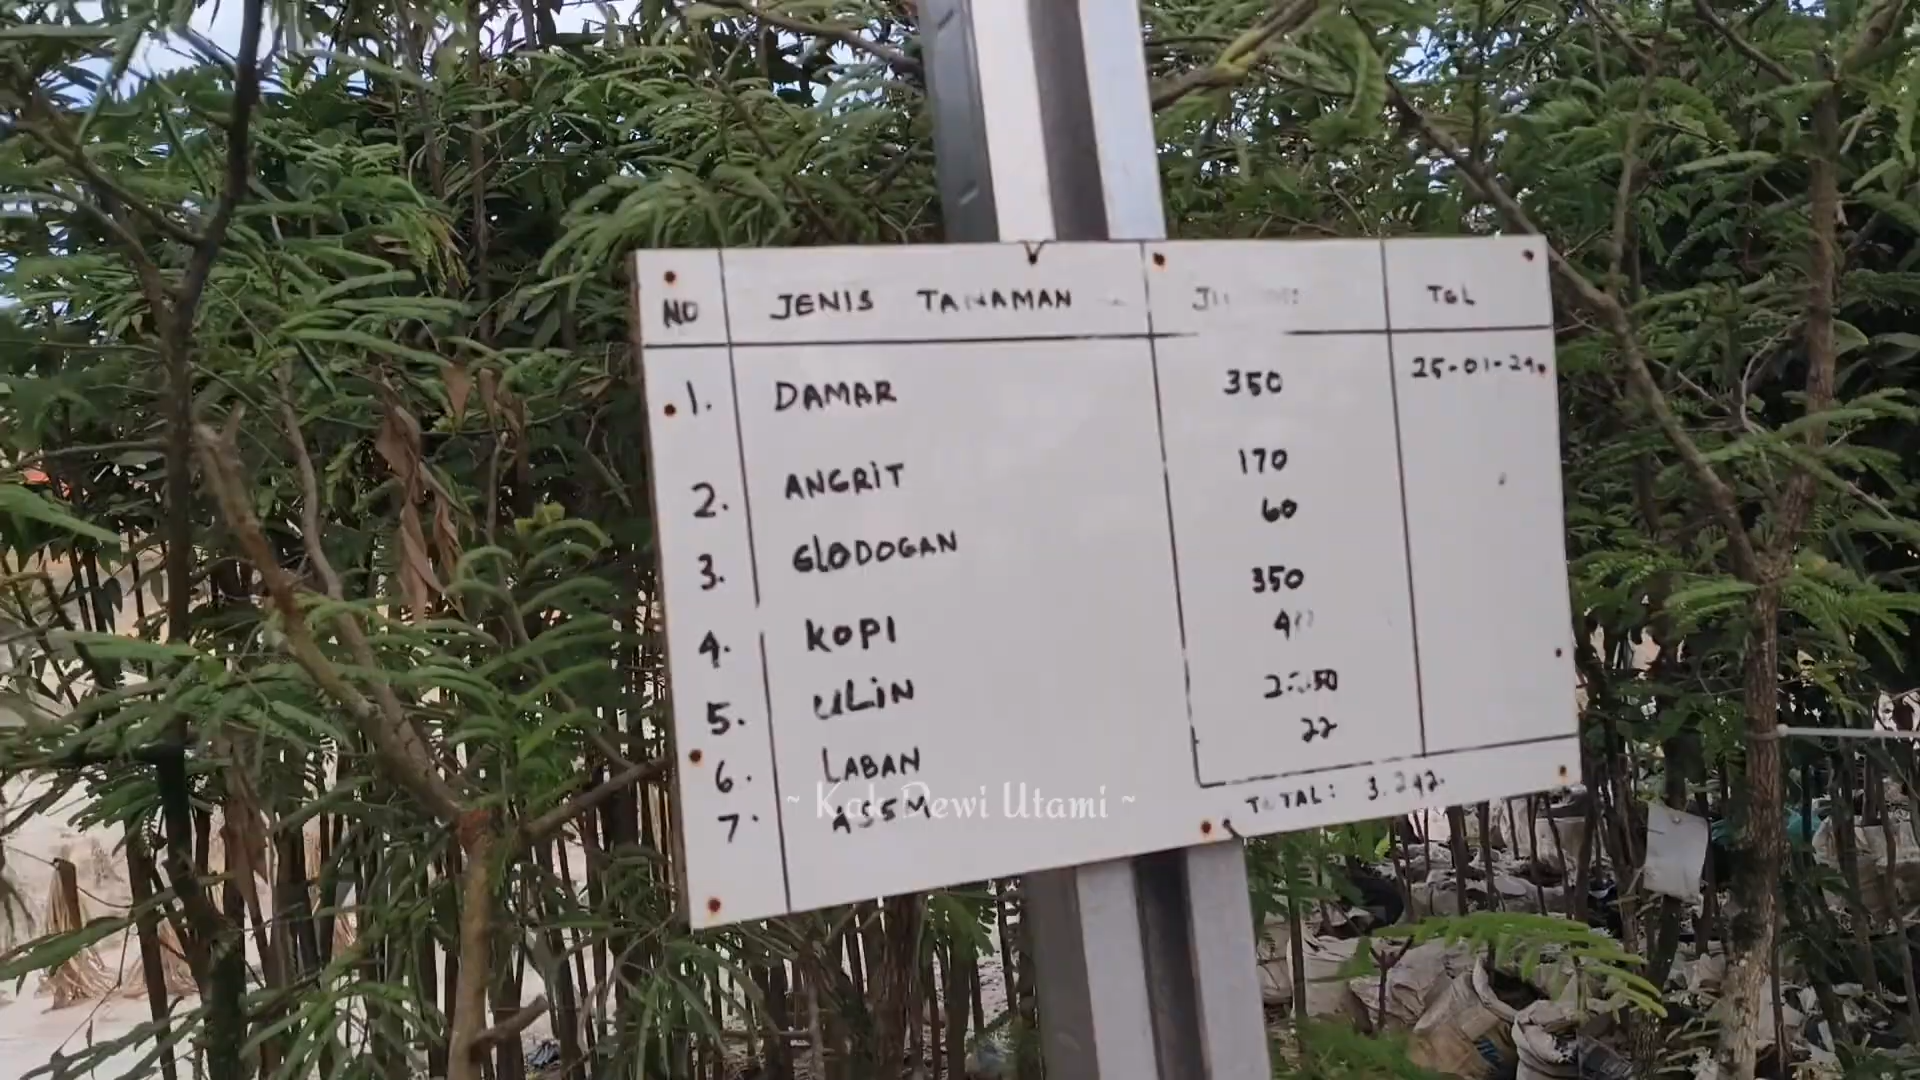 NO JENIS TANAMAN TGL
1. DAMAR 350 25-01-24.
2. ANGRIT 170
3. GLODOGAN 60
4. KOPI 350
5. ULIN
6. LABAN
7. ASSM 22
TOTAL: 3.242.
~ Kak Dewi Utami ~